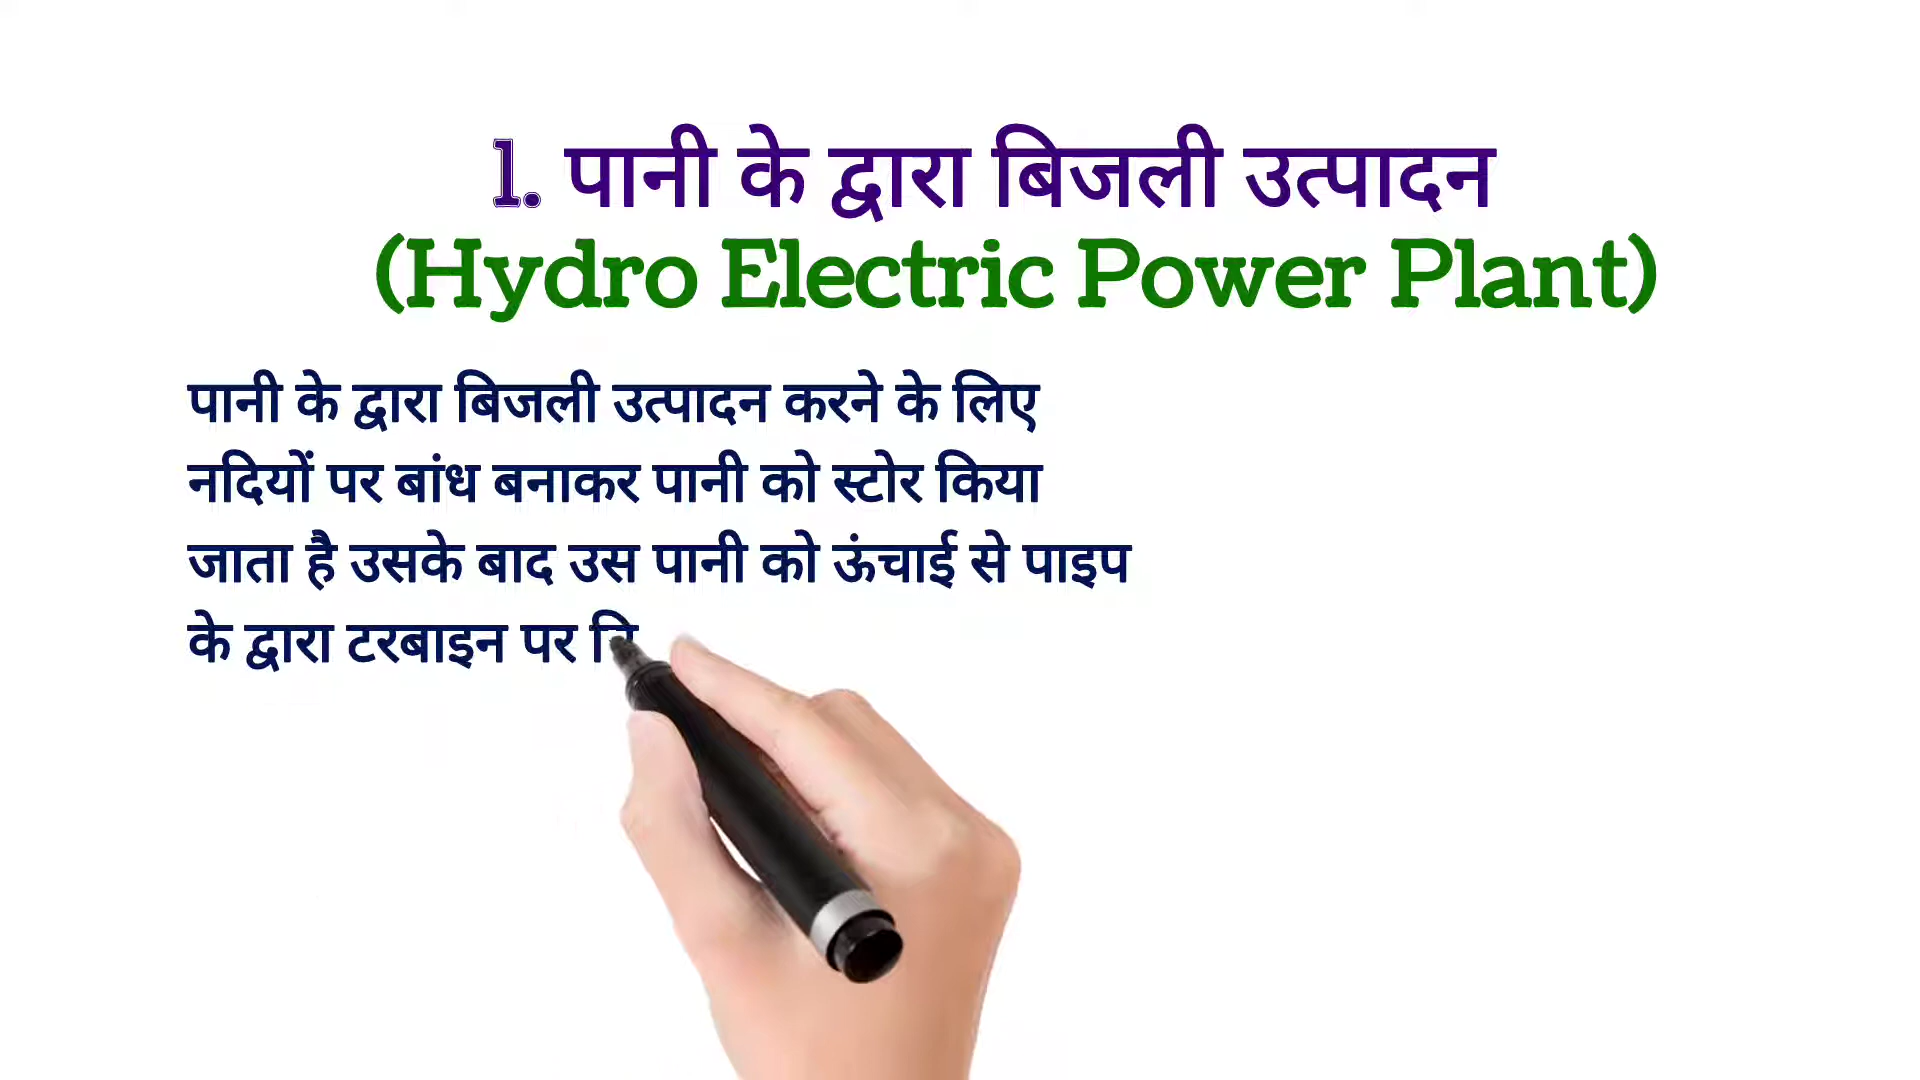 1. पानी के द्वारा बिजली उत्पादन
(Hydro Electric Power Plant)
पानी के द्वारा बिजली उत्पादन करने के लिए
नदियों पर बांध बनाकर पानी को स्टोर किया
जाता है उसके बाद उस पानी को ऊंचाई से पाइप
के द्वारा टरबाइन पर